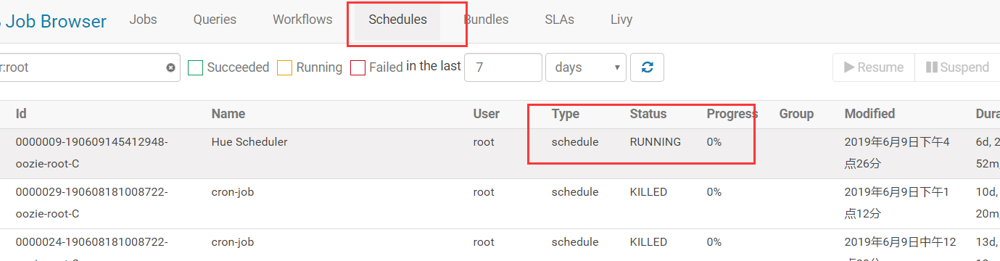 Job Browser Jobs Queries Workflows Schedules Bundles SLAs Livy
r:root Succeeded Running Failed in the last 7 days Resume Suspend
Id Name User Type Status Progress Group Modified Dura
0000009-190609145412948- Hue Scheduler root schedule RUNNING 0% 2019年6月9日下午4 6d, 2
oozie-root-C 点26分 52m,
0000029-190608181008722- cron-job root schedule KILLED 0% 2019年6月9日下午1 10d,
oozie-root-C 点12分 20m,
0000024-190608181008722- cron-job root schedule KILLED 0% 2019年6月9日中午12 13d,